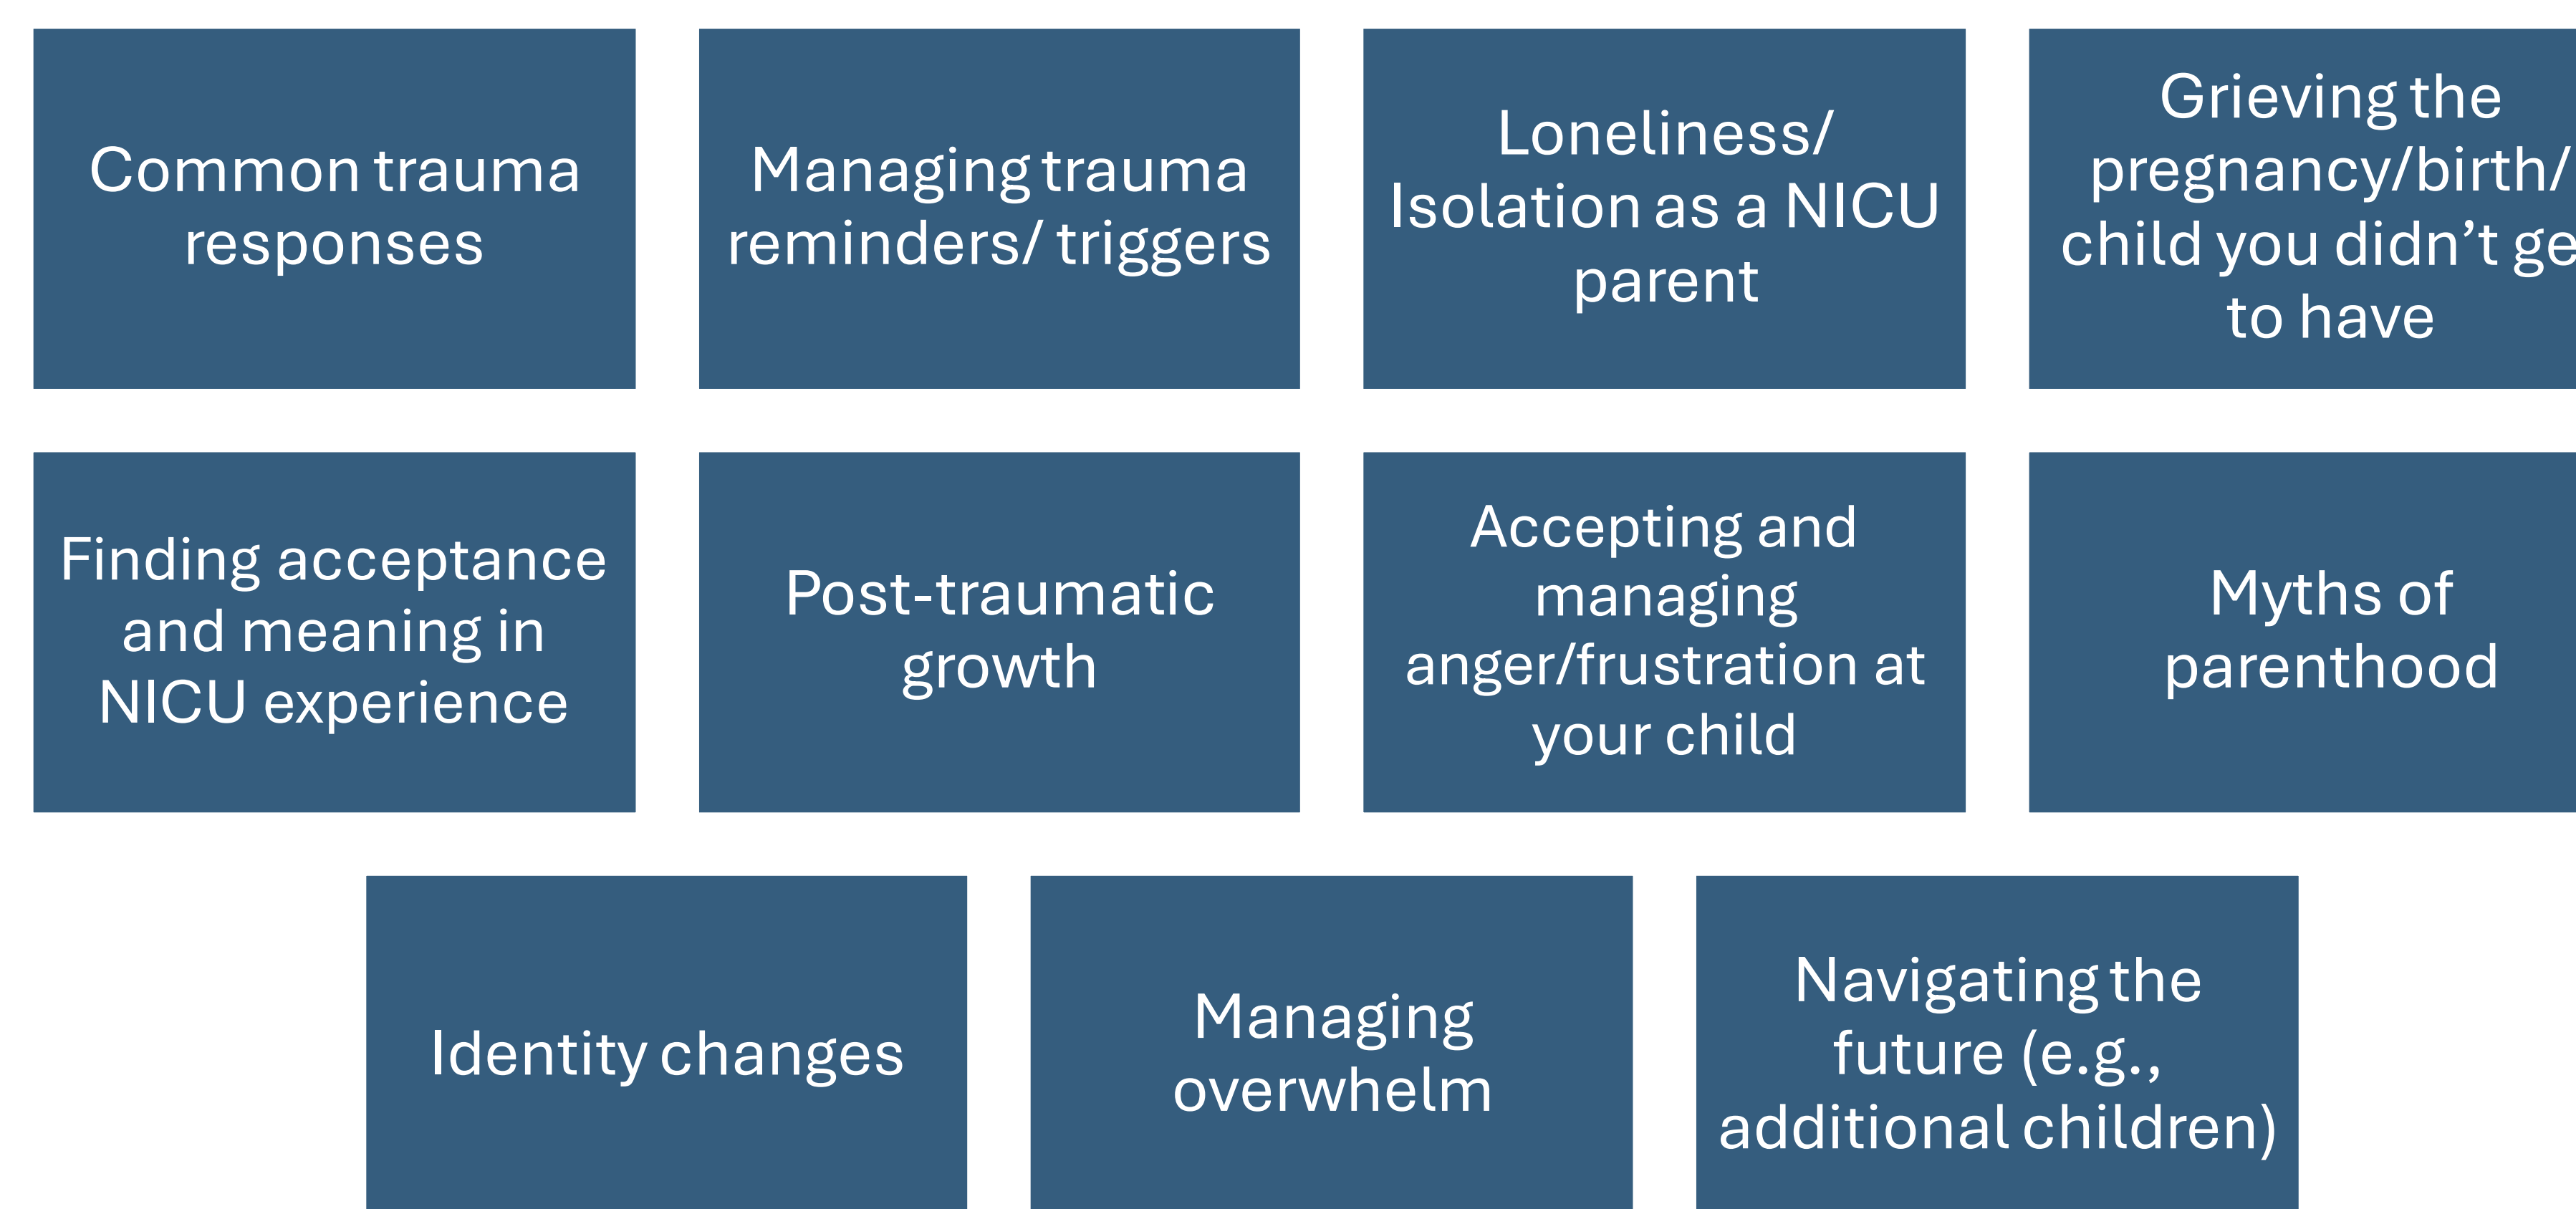 Common trauma
responses
Managing trauma
reminders/ triggers
Loneliness/
Isolation as a NICU
parent
Grieving the
pregnancy/birth/
child you didn’t ge
to have
Finding acceptance
and meaning in
NICU experience
Post-traumatic
growth
Accepting and
managing
anger/frustration at
your child
Myths of
parenthood
Identity changes
Managing
overwhelm
Navigating the
future (e.g.,
additional children)